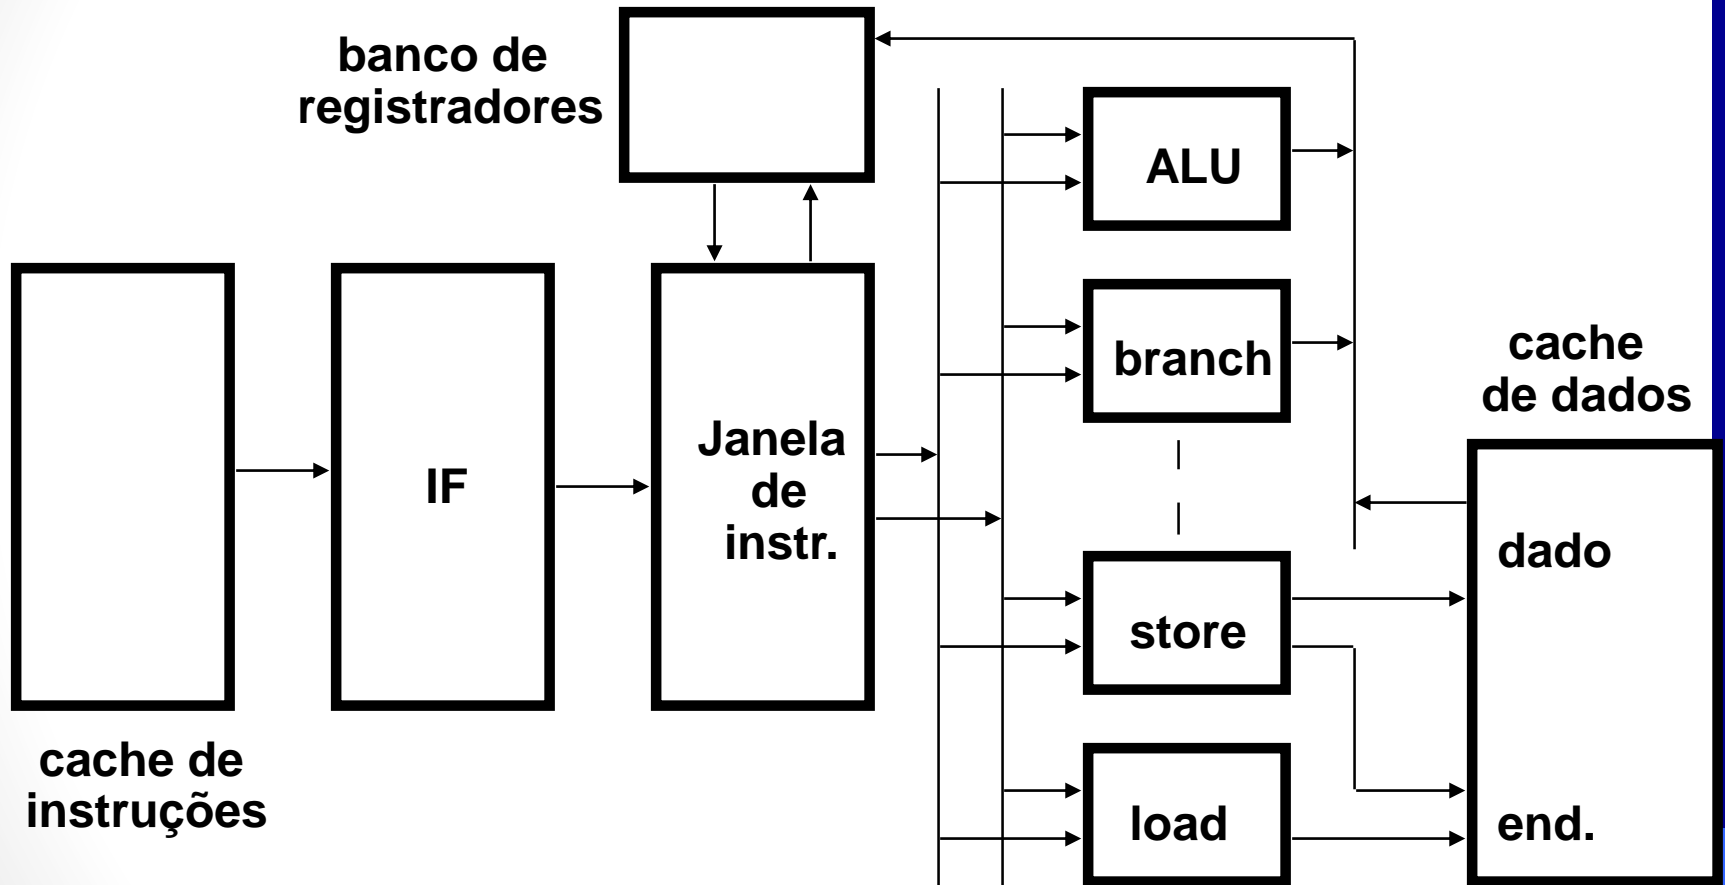 banco de
registradores
ALU
branch
cache
de dados
Janela
de
instr.
IF
dado
store
cache de
instruções
load
end.